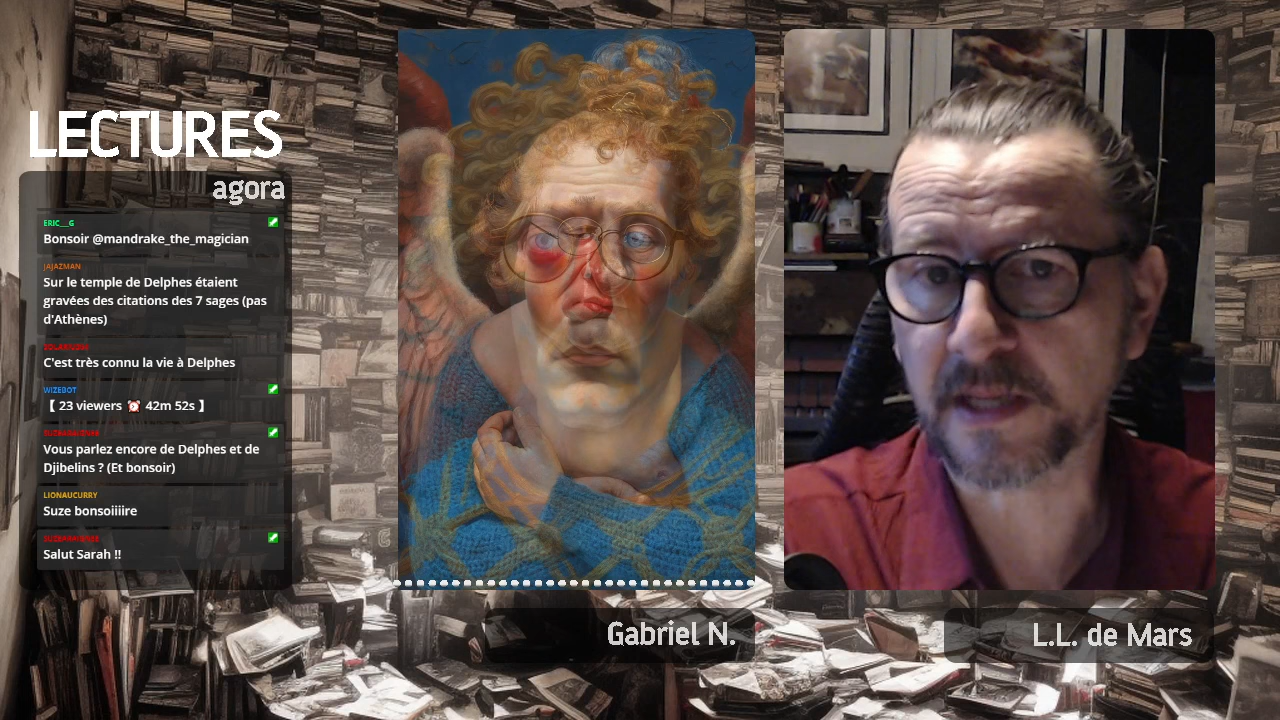 LECTURES
agora
ERIC__G
Bonsoir @mandrake_the_magician
JAJAZMAN
Sur le temple de Delphes étaient
gravées des citations des 7 sages (pas
d'Athènes)
C'est très connu la vie à Delphes
WIZEBOT
【 23 viewers ⏰ 42m 52s 】
Vous parlez encore de Delphes et de
Djibelins ? (Et bonsoir)
LIONAUCURRY
Suze bonsoiiiire
Salut Sarah !!
Gabriel N.
L.L. de Mars